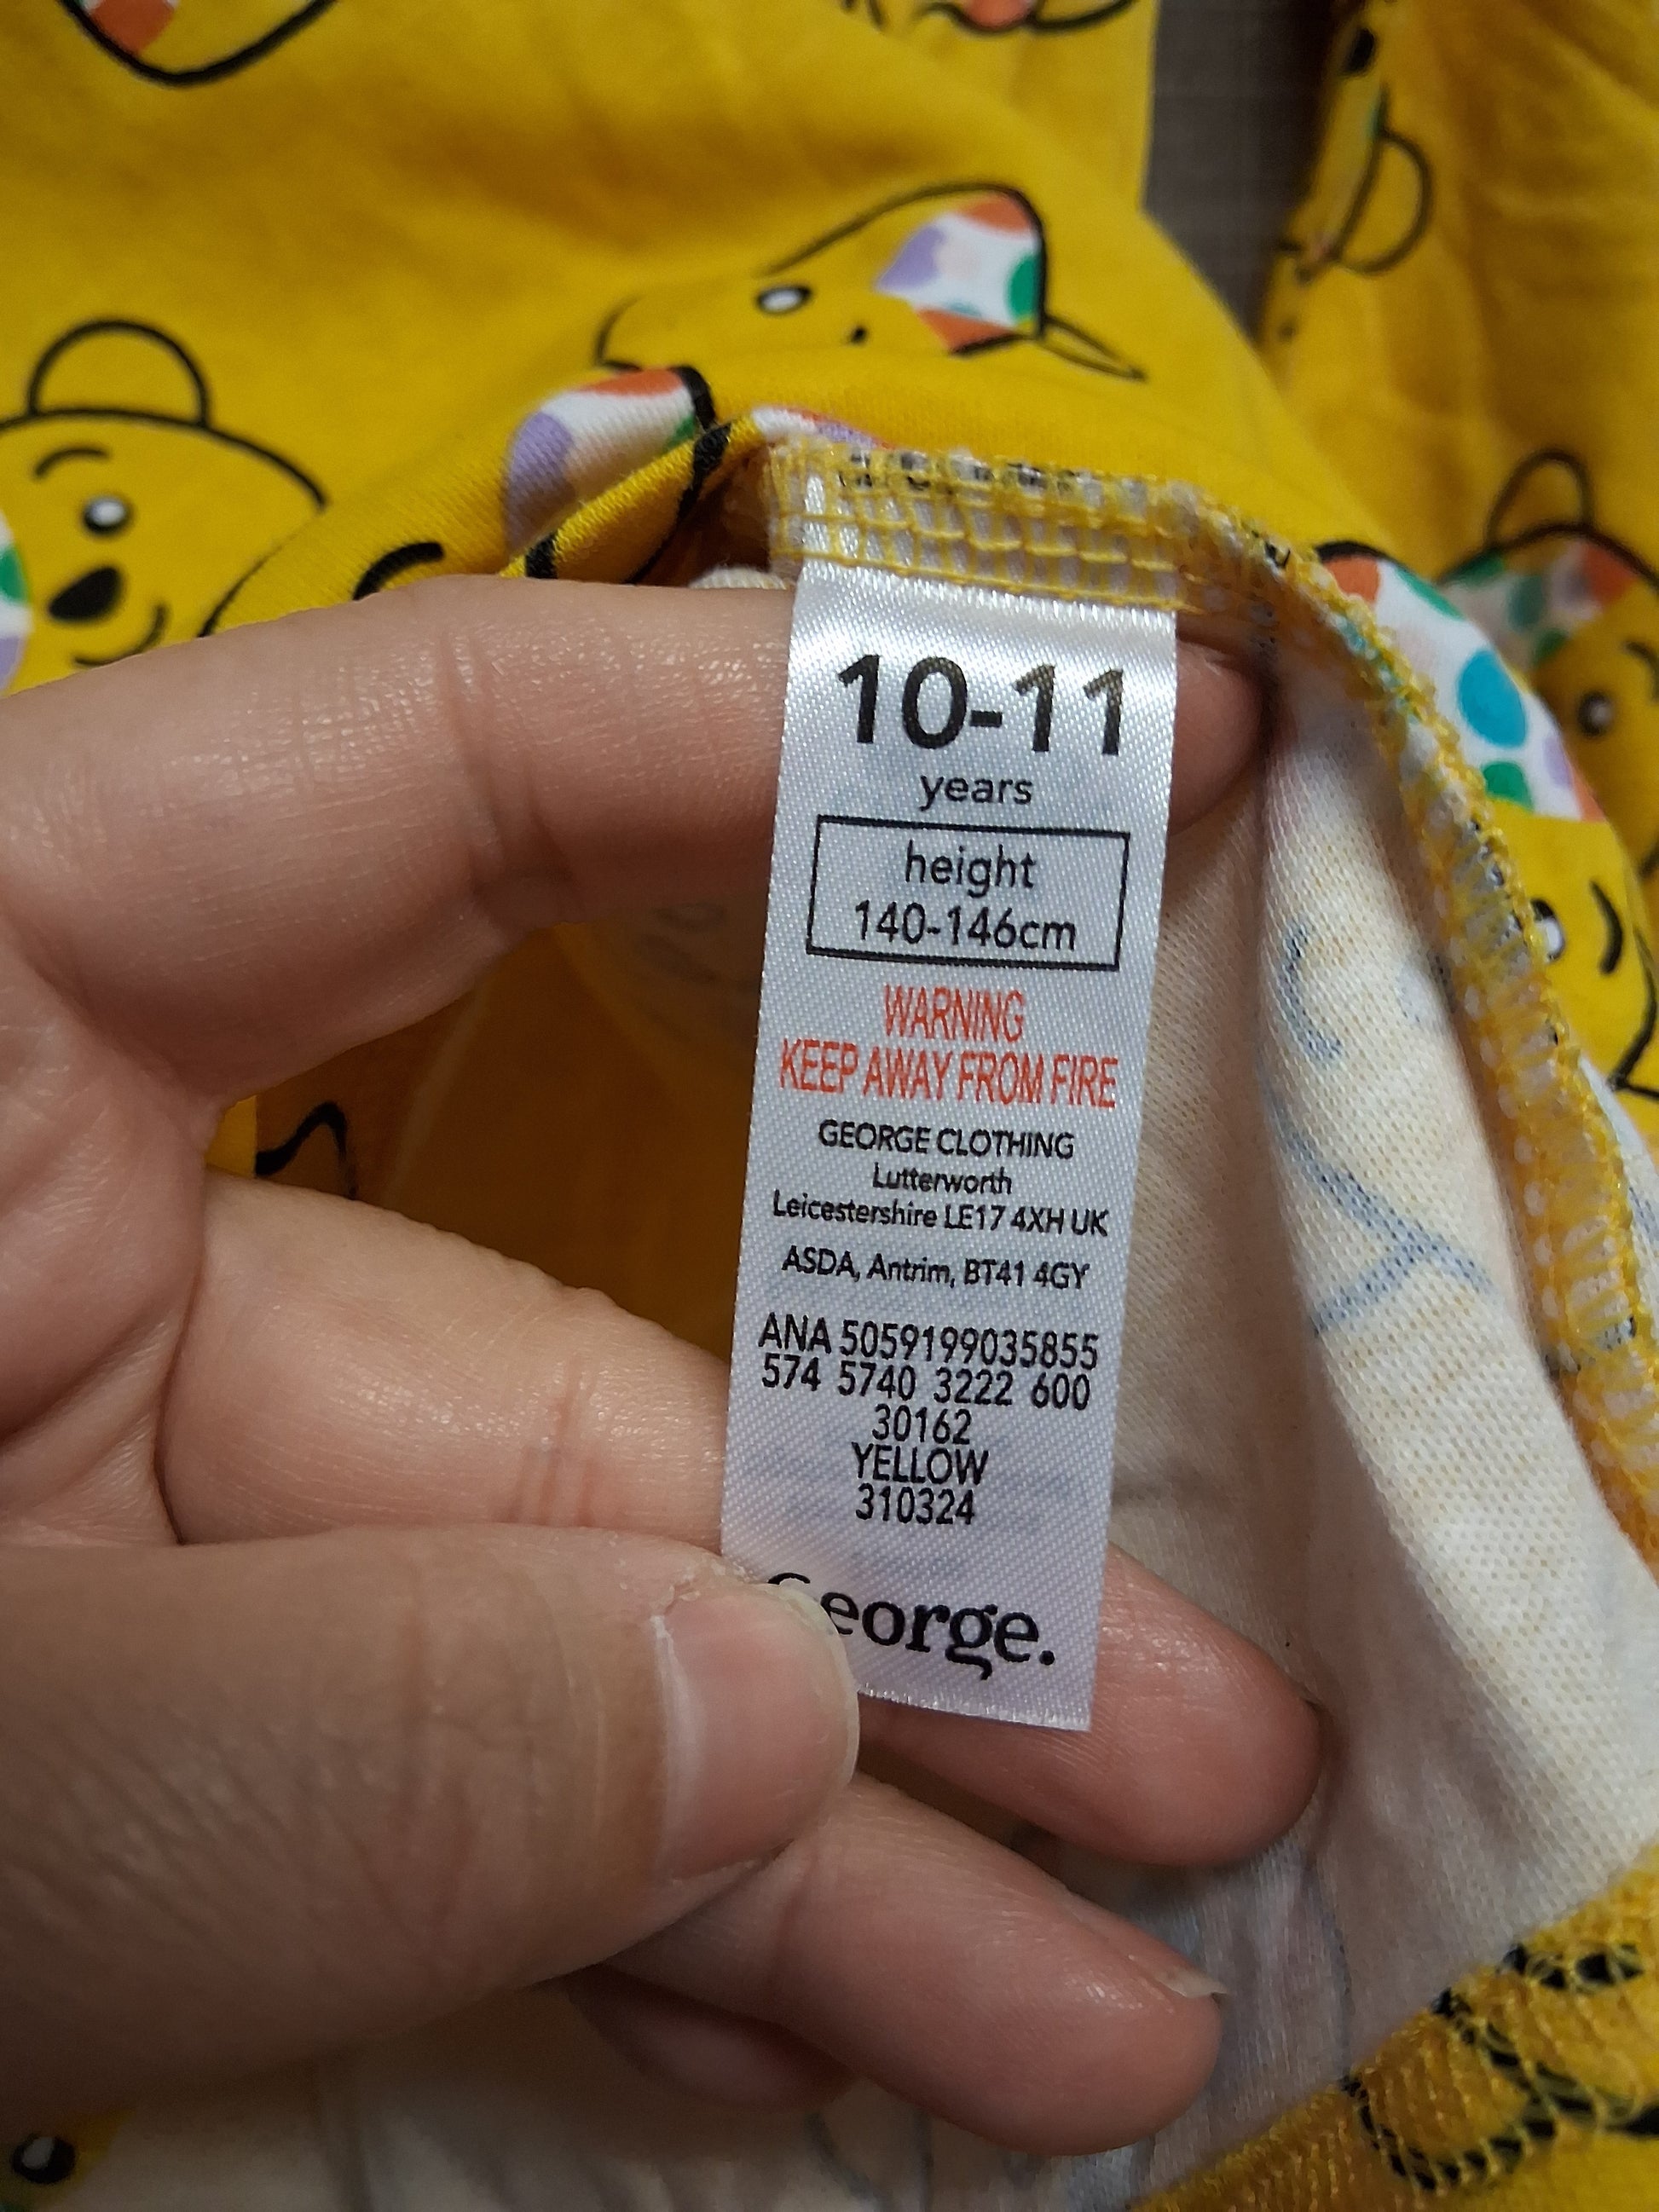 10-11
years
height
140-146cm
WARNING
KEEP AWAY FROM FIRE
GEORGE CLOTHING
Lutterworth
Leicestershire LE17 4XH UK
ASDA, Antrim, BT41 4GY
ANA 5059199035855
574 5740 3222 600
30162
YELLOW
310324
George.